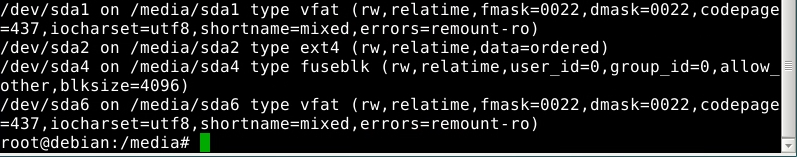 /dev/sda1 on /media/sda1 type vfat (rw,relatime,fmask=0022,dmask=0022,codepage
=437,iocharset=utf8,shortname=mixed,errors=remount-ro)
/dev/sda2 on /media/sda2 type ext4 (rw,relatime,data=ordered)
/dev/sda4 on /media/sda4 type fuseblk (rw,relatime,user_id=0,group_id=0,allow_
other,blksize=4096)
/dev/sda6 on /media/sda6 type vfat (rw,relatime,fmask=0022,dmask=0022,codepage
=437,iocharset=utf8,shortname=mixed,errors=remount-ro)
root@debian:/media#